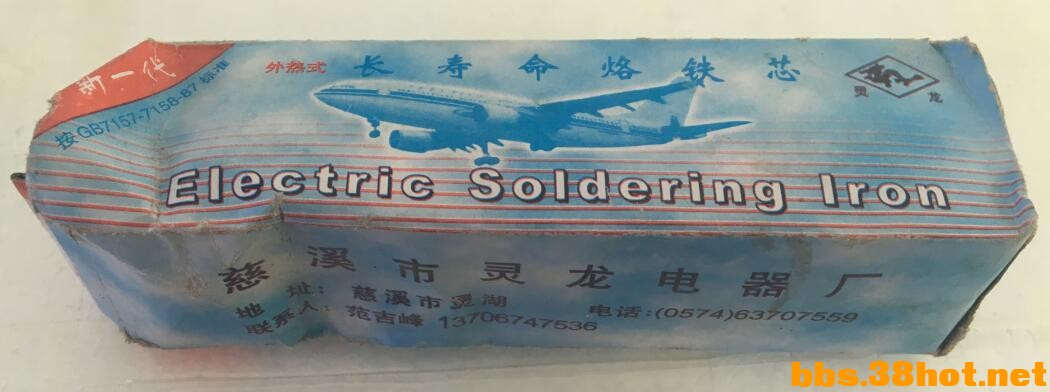 新一代
按GB7157-7158-87标准
外热式 长寿命烙铁芯
灵龙
Electric Soldering Iron
慈溪市灵龙电器厂
地址：慈溪市灵湖 电话:(0574)63707559
联系人：范吉峰 13706747536
bbs.38hot.net